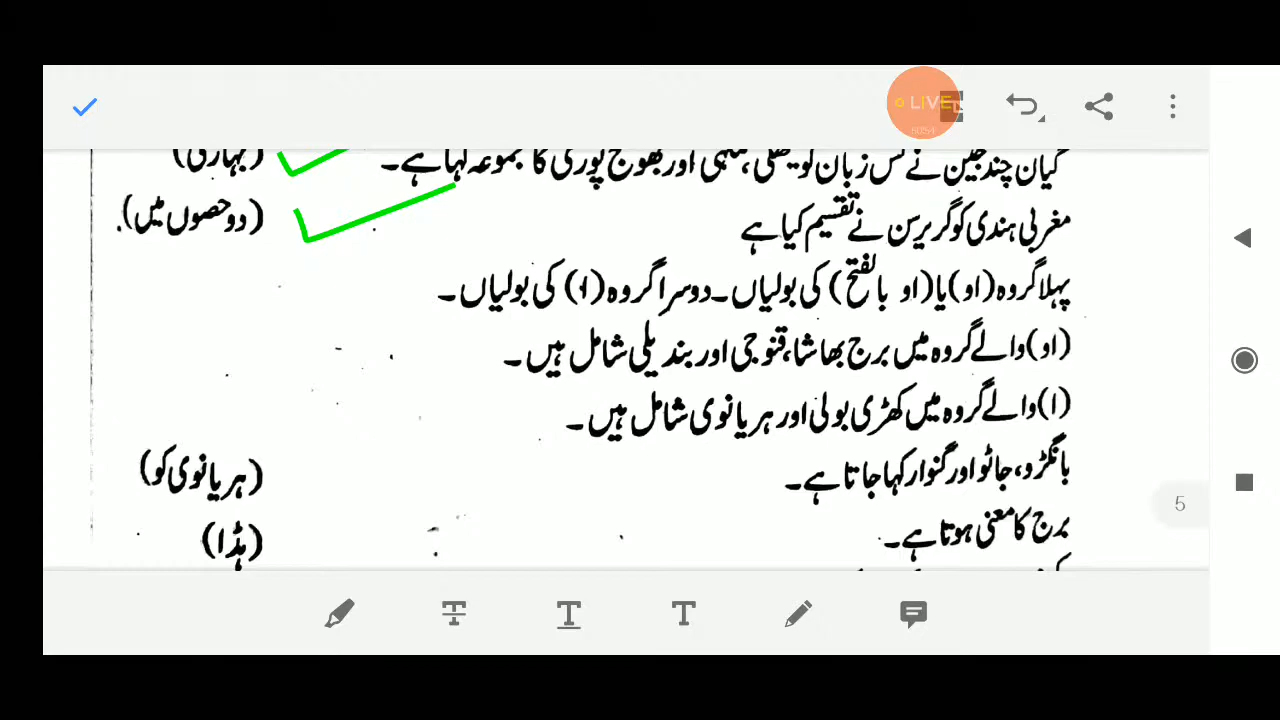 LIVE
گیان چند جین نے کس زبان کو میتھلی، مگہی اور بھوج پوری کا مجموعہ کہا ہے۔ (بہاری)
مغربی ہندی کو گریرسن نے تقسیم کیا ہے (دو حصوں میں).
پہلا گروہ (او) یا (او بالفتح) کی بولیاں۔ دوسرا گروہ (ا) کی بولیاں۔
(او) والے گروہ میں برج بھاشا، قنوجی اور بندیلی شامل ہیں۔
(ا) والے گروہ میں کھڑی بولی اور ہریانوی شامل ہیں۔
بانگڑو، جاٹو اور گنوار کہا جاتا ہے۔ (ہریانوی کو)
5
برج کا معنی ہوتا ہے۔ (ہڈا)
T
T
T